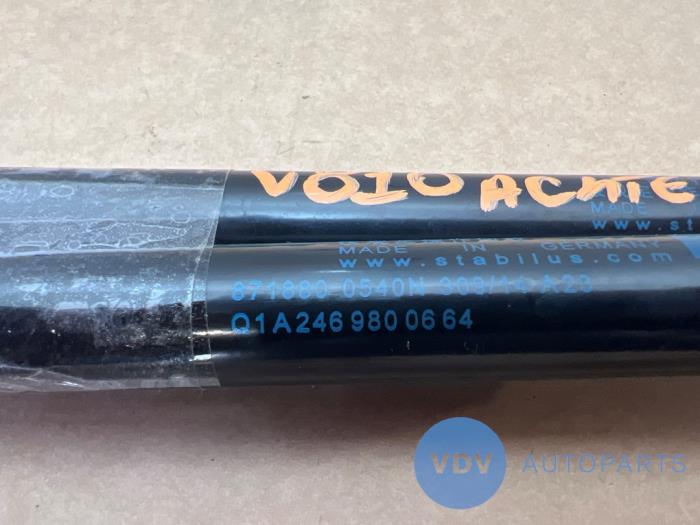 VO10 ACHTE
MADE
www.st
MADE IN GERMANY
www.stabilus.com
871880 0540N 303/14 A23
Q1A246 980 06 64
VDV AUTOPARTS